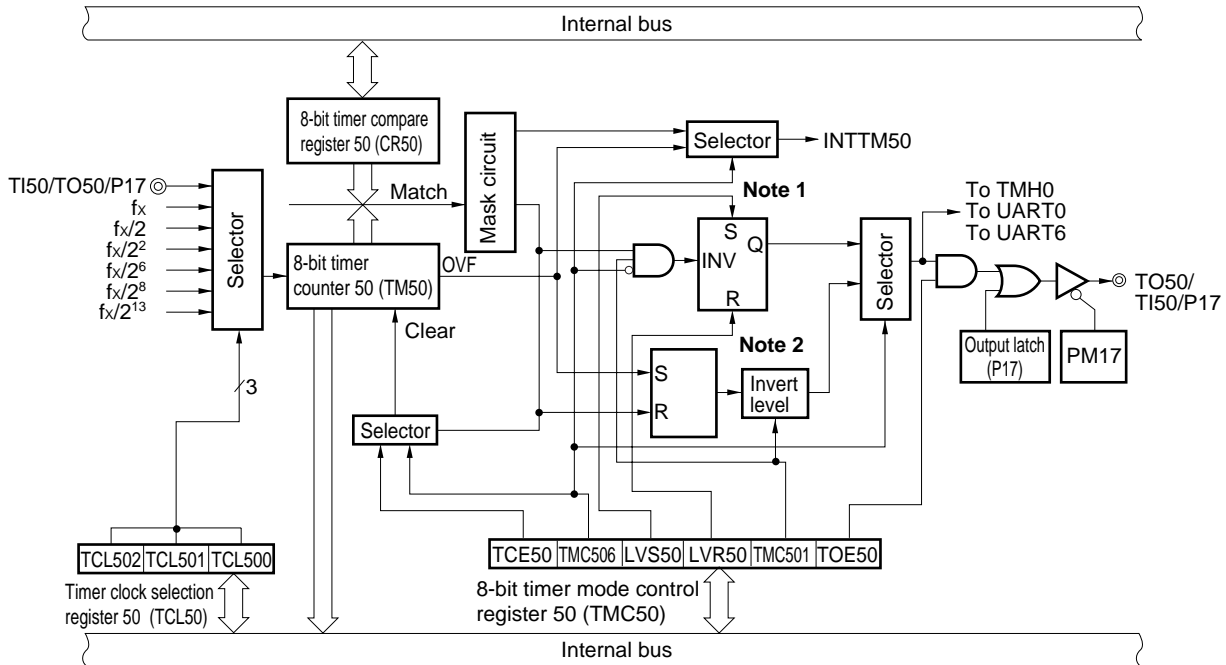 Internal bus
8-bit timer compare
register 50 (CR50)
Mask circuit
Selector
INTTM50
TI50/TO50/P17
fX
fX/2
fX/2²
fX/2⁶
fX/2⁸
fX/2¹³
Selector
Match
Note 1
S
Q
INV
R
To TMH0
To UART0
To UART6
Selector
8-bit timer
counter 50 (TM50)
OVF
Clear
TO50/
TI50/P17
Output latch
(P17)
PM17
Note 2
S
R
Invert
level
3
Selector
TCL502 TCL501 TCL500
Timer clock selection
register 50 (TCL50)
TCE50 TMC506 LVS50 LVR50 TMC501 TOE50
8-bit timer mode control
register 50 (TMC50)
Internal bus